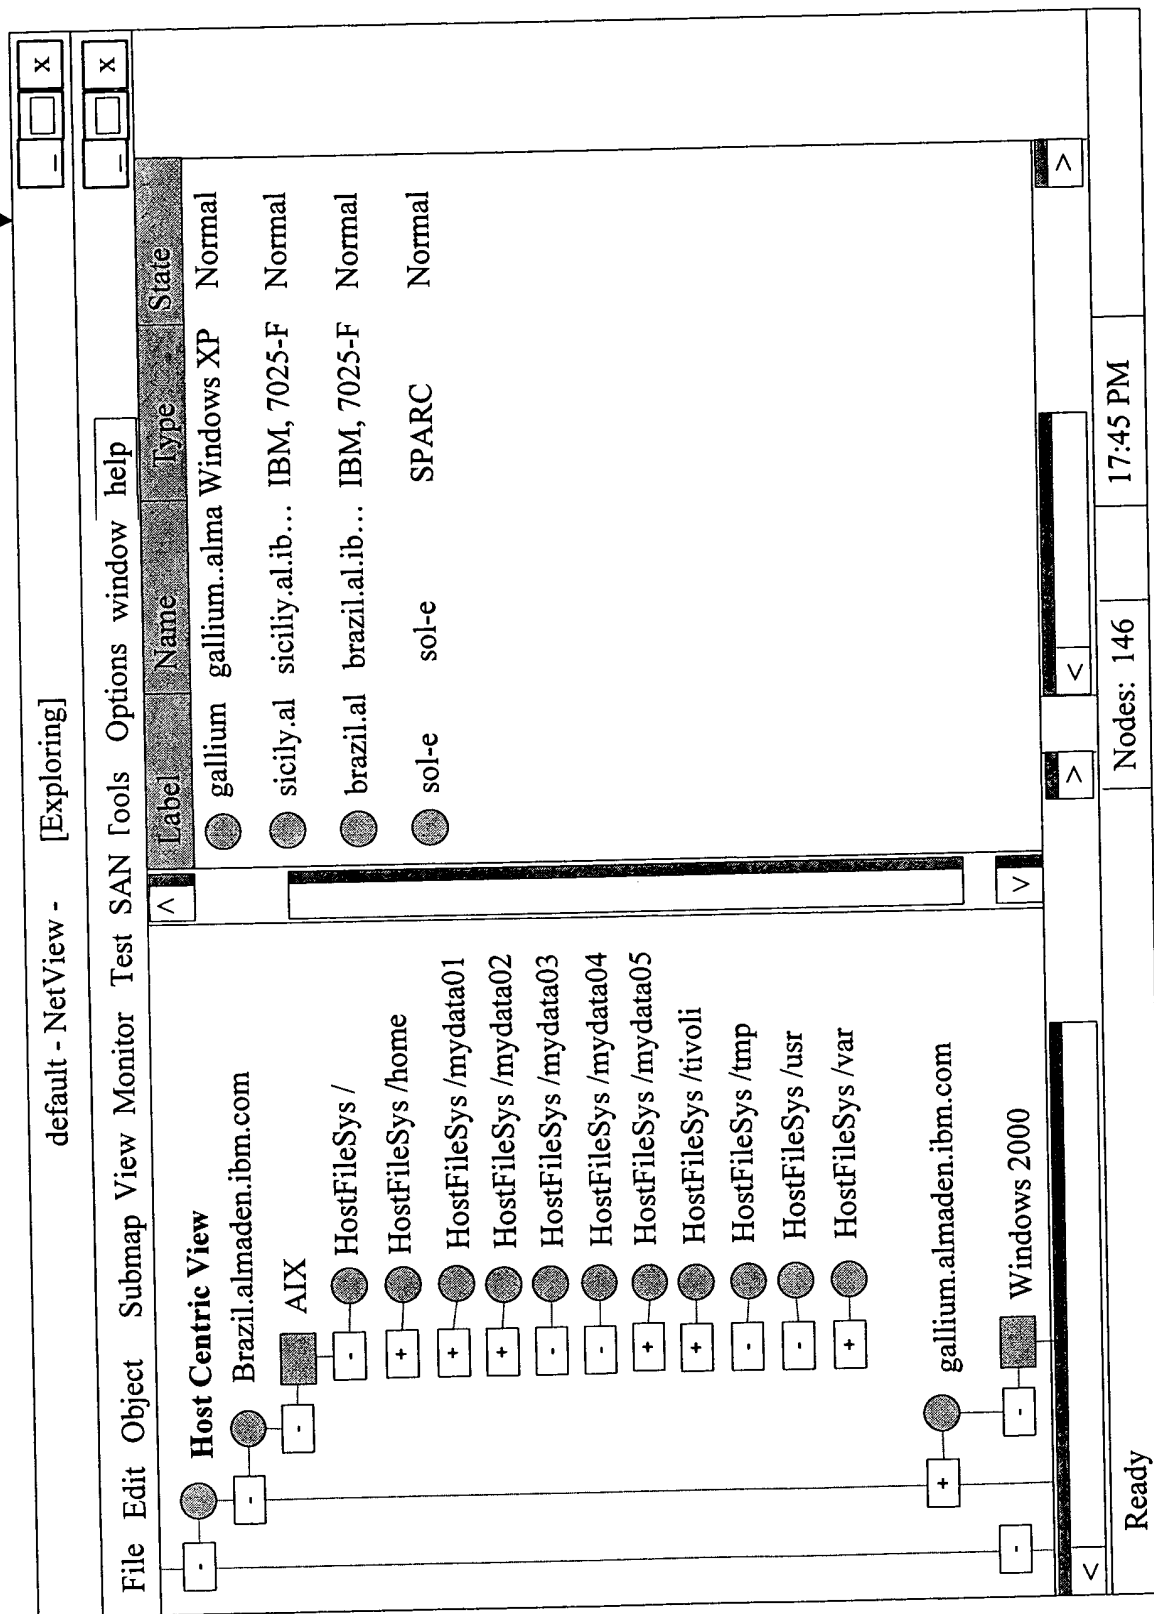 default - NetView - [Exploring]
_ x
File Edit Object Submap View Monitor Test SAN Tools Options window help
_ x
- Host Centric View
- Brazil.almaden.ibm.com
- AIX
- HostFileSys /
+ HostFileSys /home
+ HostFileSys /mydata01
+ HostFileSys /mydata02
- HostFileSys /mydata03
- HostFileSys /mydata04
+ HostFileSys /mydata05
+ HostFileSys /tivoli
- HostFileSys /tmp
- HostFileSys /usr
+ HostFileSys /var
+ gallium.almaden.ibm.com
- - Windows 2000
Label Name Type State
gallium gallium..alma Windows XP Normal
sicily.al siciliy.al.ib... IBM, 7025-F Normal
brazil.al brazil.al.ib... IBM, 7025-F Normal
sol-e sol-e SPARC Normal
< > < >
Ready Nodes: 146 17:45 PM